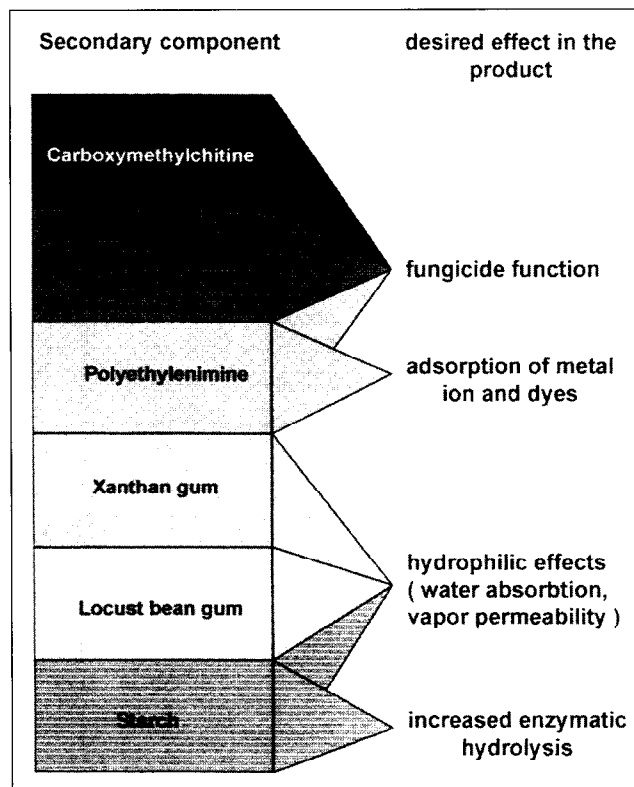 Secondary component
desired effect in the
product
Carboxymethylchitine
fungicide function
Polyethylenimine
adsorption of metal
ion and dyes
Xanthan gum
Locust bean gum
hydrophilic effects
( water absorbtion,
vapor permeability )
Starch
increased enzymatic
hydrolysis